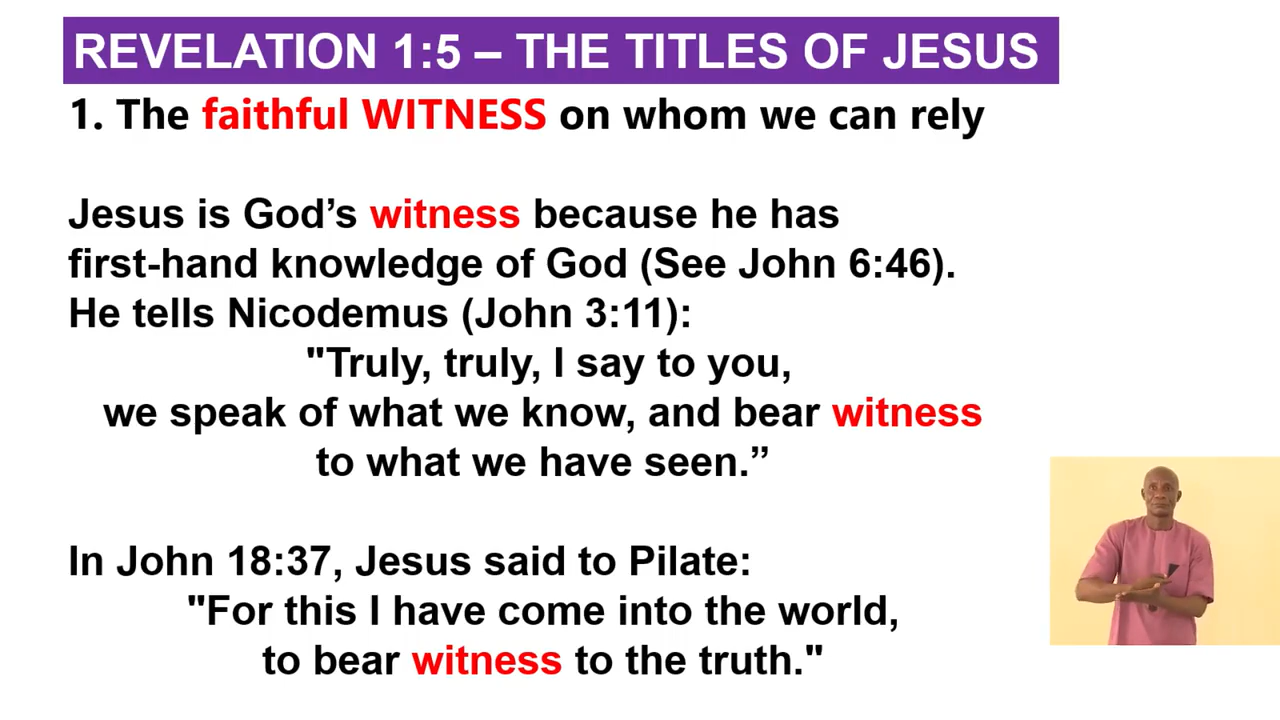 REVELATION 1:5 – THE TITLES OF JESUS
1. The faithful WITNESS on whom we can rely
Jesus is God’s witness because he has
first-hand knowledge of God (See John 6:46).
He tells Nicodemus (John 3:11):
"Truly, truly, I say to you,
we speak of what we know, and bear witness
to what we have seen.”
In John 18:37, Jesus said to Pilate:
"For this I have come into the world,
to bear witness to the truth."